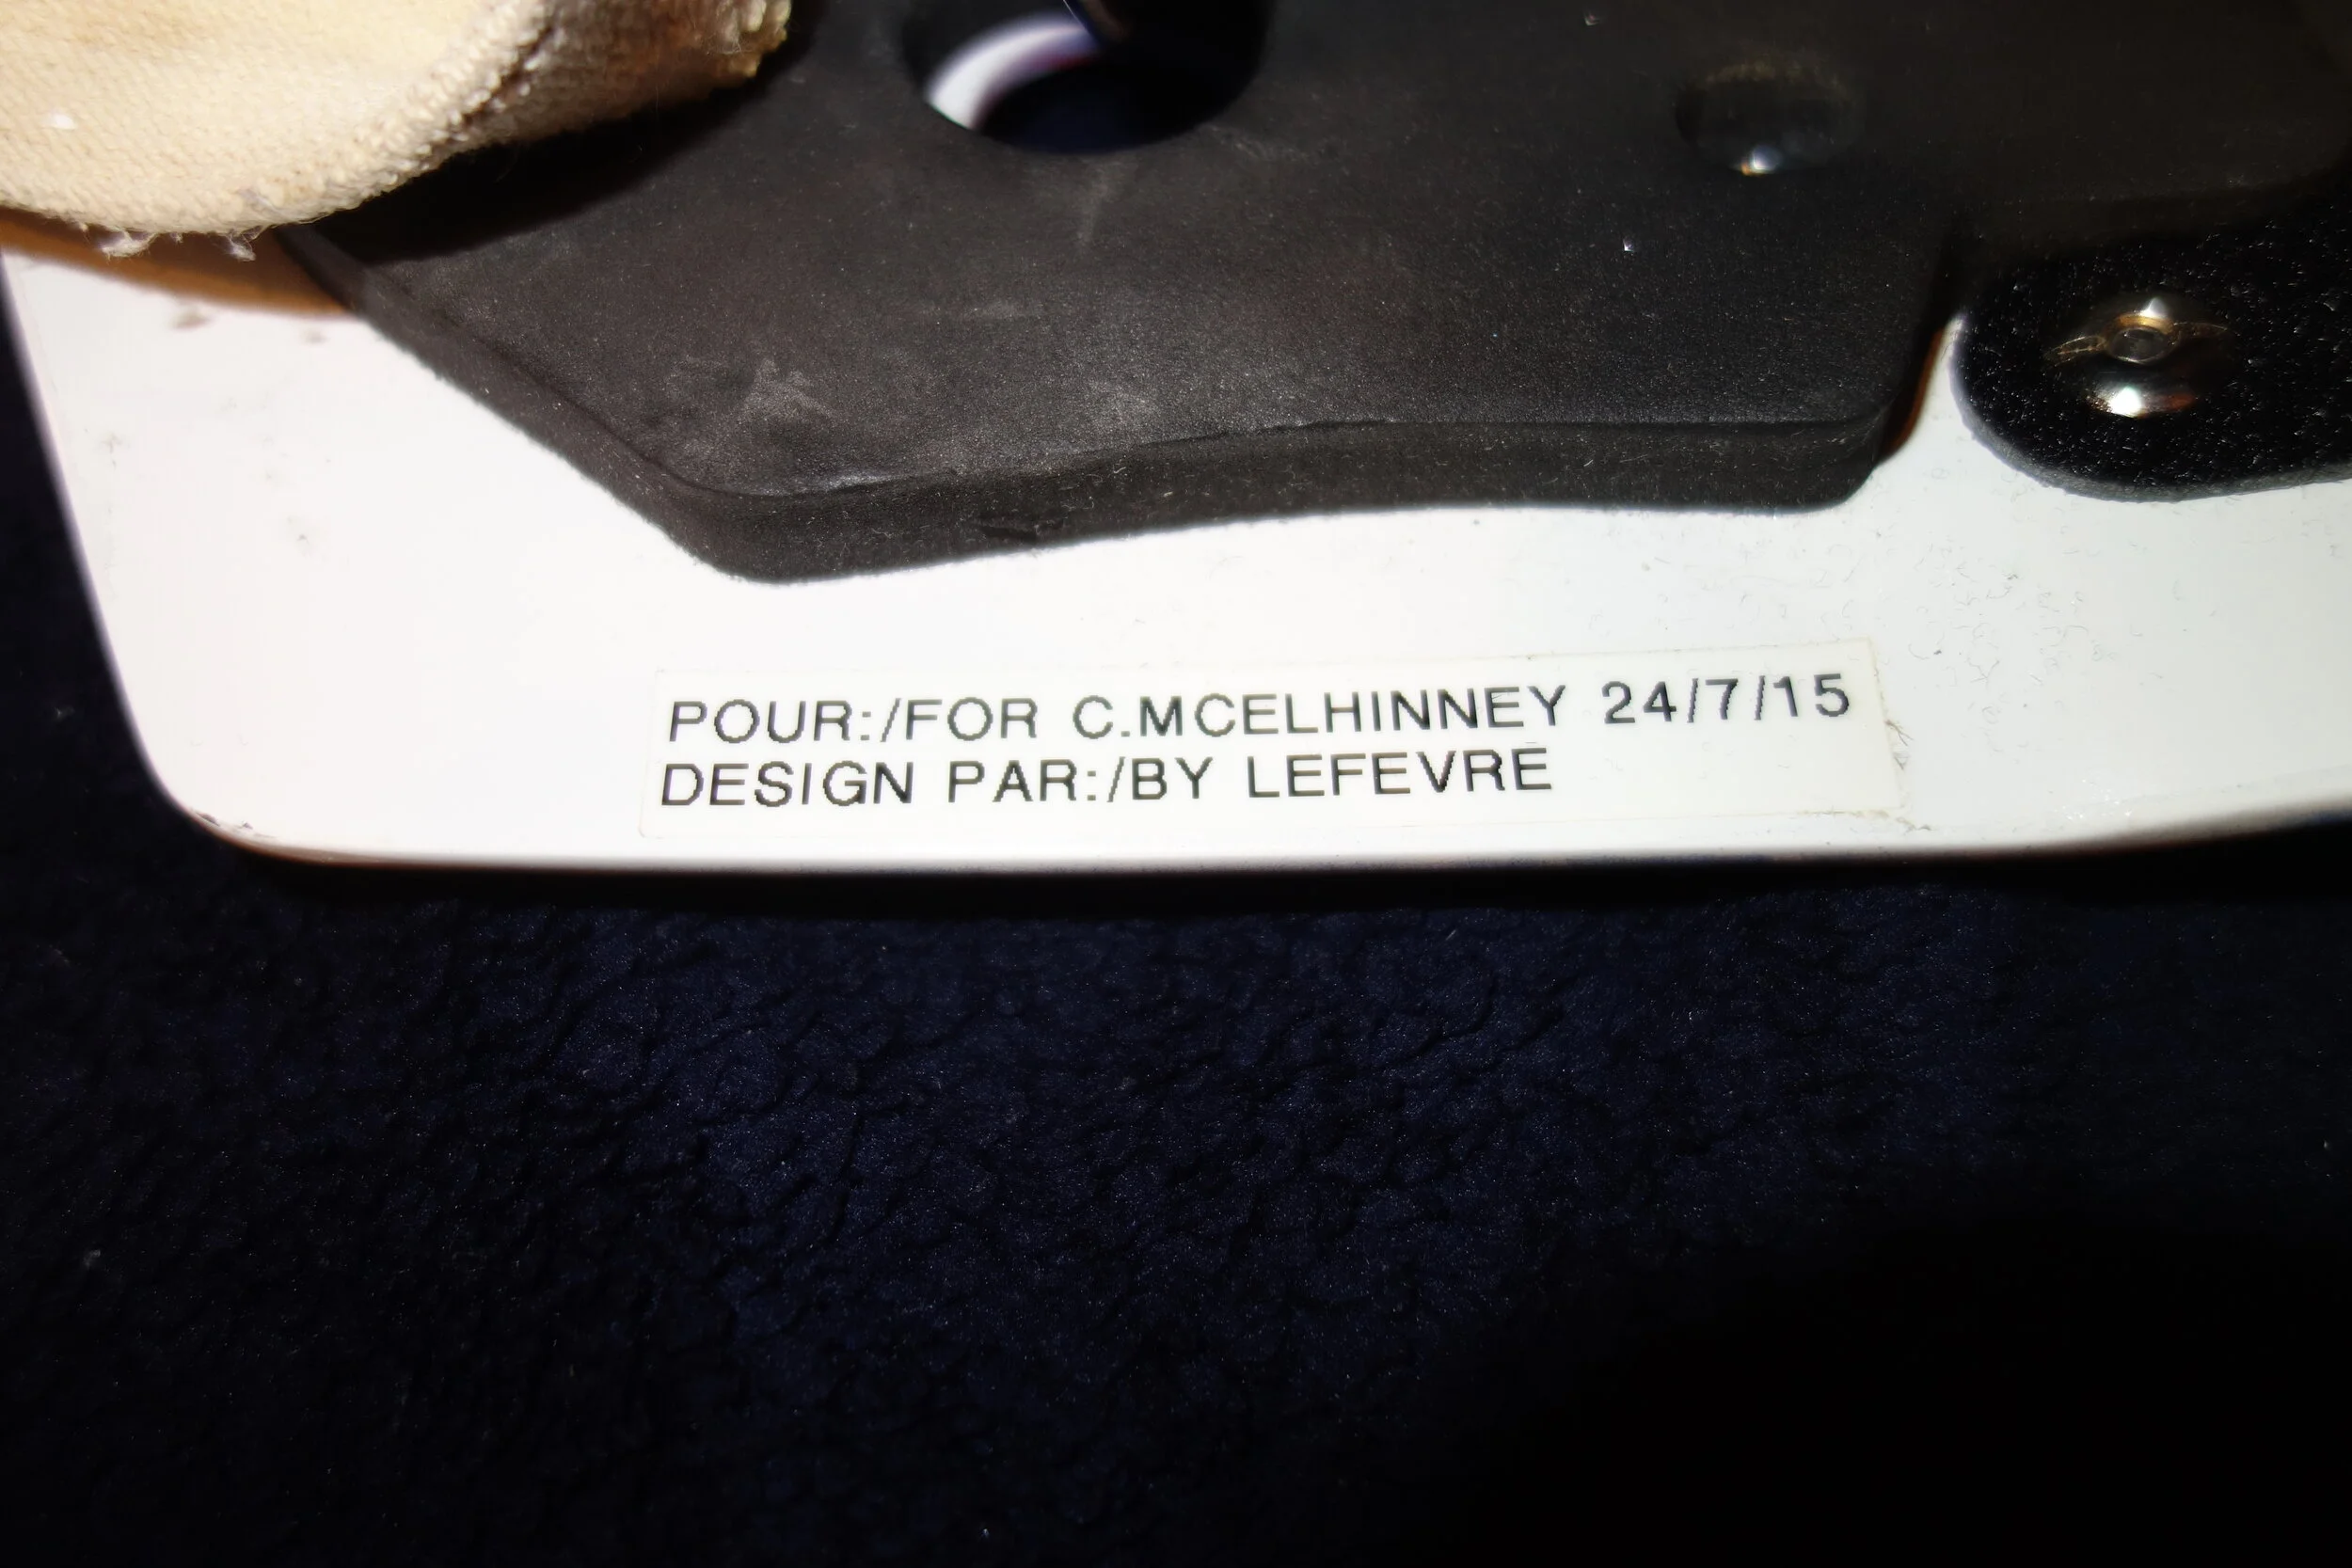 POUR:/FOR C.MCELHINNEY 24/7/15
DESIGN PAR:/BY LEFEVRE